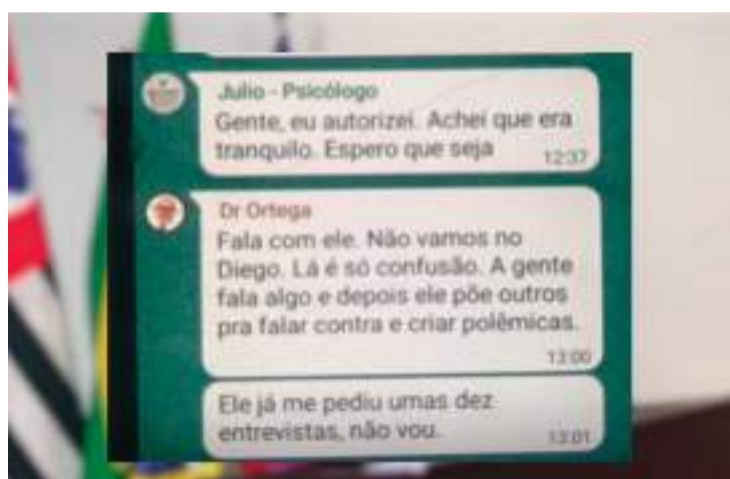 Julio - Psicólogo
Gente, eu autorizei. Achei que era
tranquilo. Espero que seja
12:37
Dr Ortega
Fala com ele. Não vamos no
Diego. Lá é só confusão. A gente
fala algo e depois ele põe outros
pra falar contra e criar polêmicas.
13:00
Ele já me pediu umas dez
entrevistas, não vou.
13:01